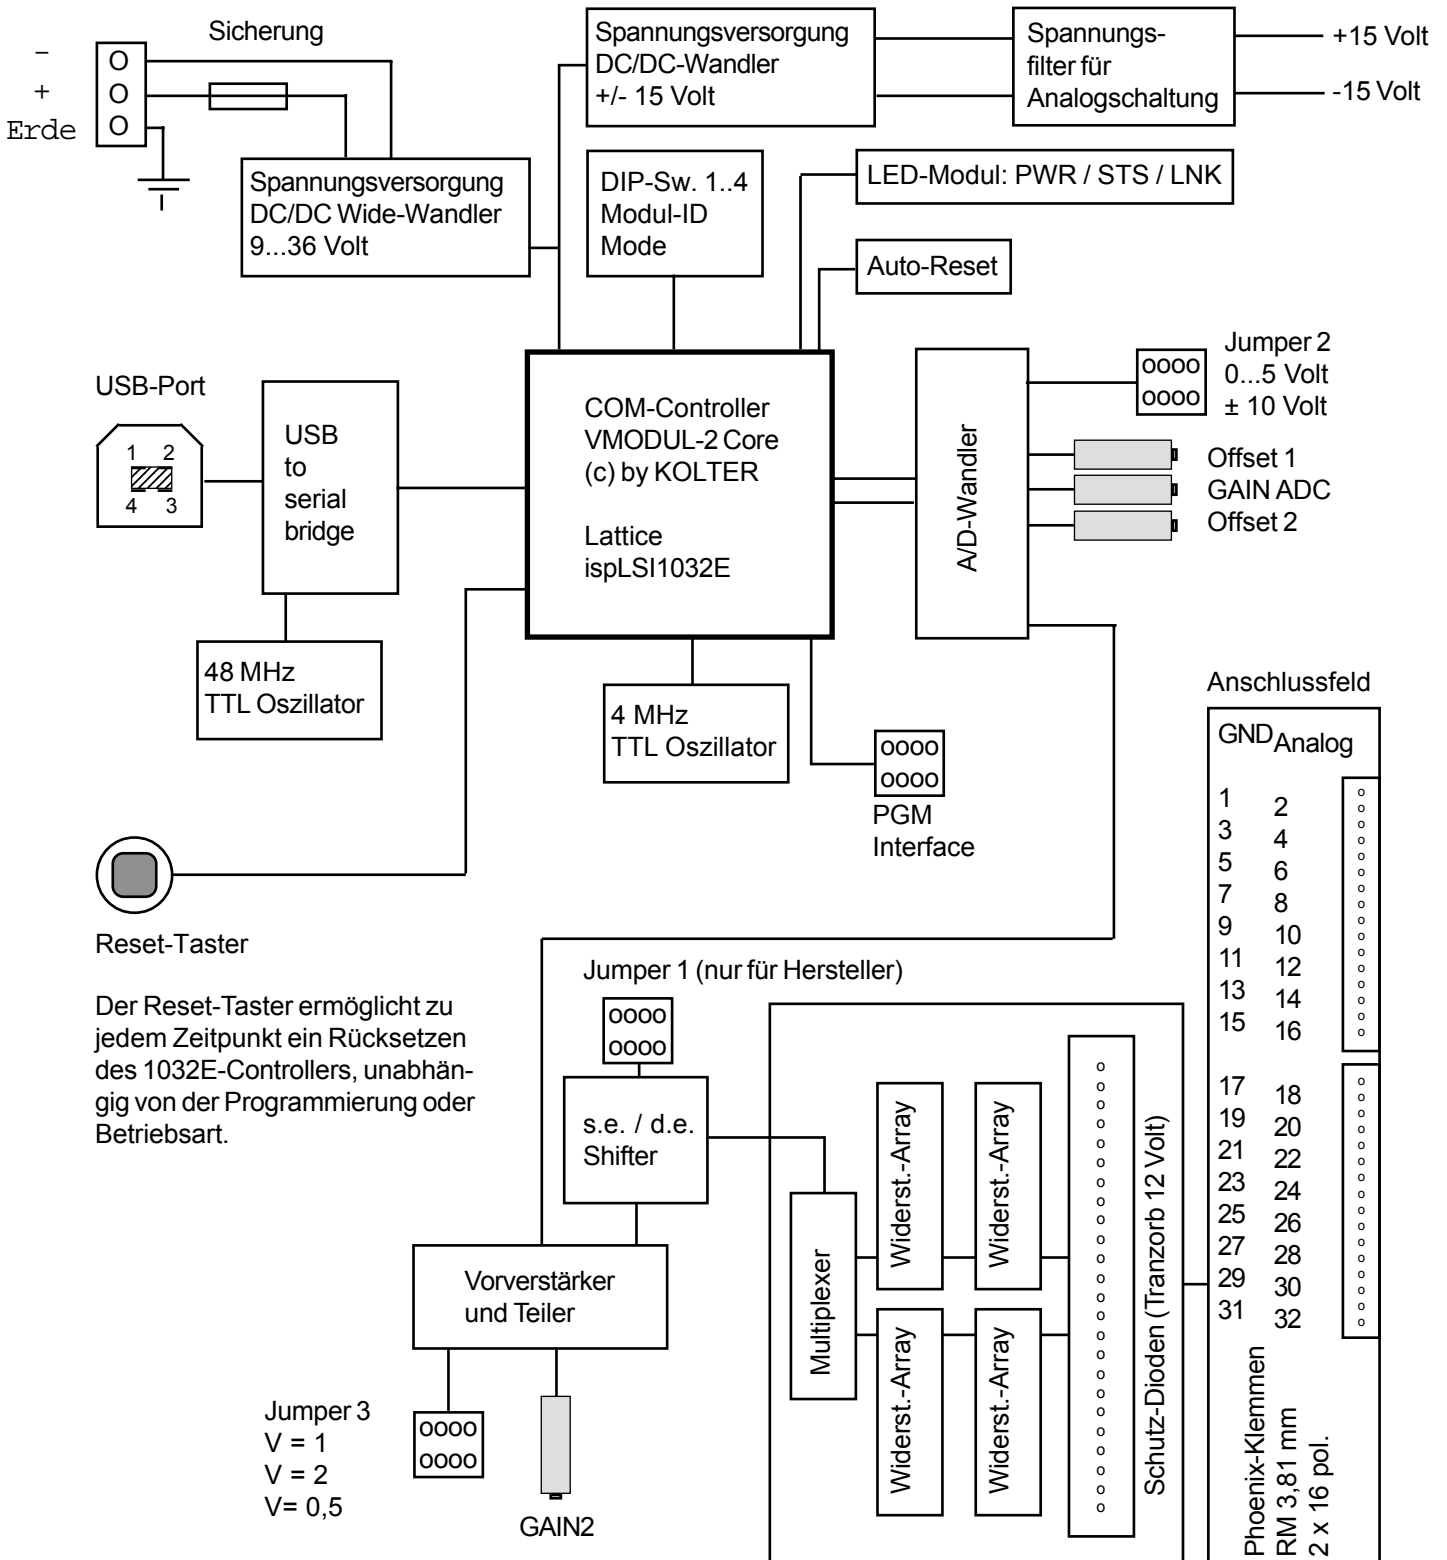 Sicherung
–
+
Erde
O
O
O
Spannungsversorgung
DC/DC-Wandler
+/- 15 Volt
Spannungs-
filter für
Analogschaltung
+15 Volt
-15 Volt
Spannungsversorgung
DC/DC Wide-Wandler
9...36 Volt
DIP-Sw. 1..4
Modul-ID
Mode
LED-Modul: PWR / STS / LNK
Auto-Reset
USB-Port
1 2
4 3
USB
to
serial
bridge
COM-Controller
VMODUL-2 Core
(c) by KOLTER
Lattice
ispLSI1032E
A/D-Wandler
oooo
oooo
Jumper 2
0...5 Volt
± 10 Volt
Offset 1
GAIN ADC
Offset 2
48 MHz
TTL Oszillator
4 MHz
TTL Oszillator
oooo
oooo
PGM
Interface
Reset-Taster
Der Reset-Taster ermöglicht zu
jedem Zeitpunkt ein Rücksetzen
des 1032E-Controllers, unabhän-
gig von der Programmierung oder
Betriebsart.
Jumper 1 (nur für Hersteller)
oooo
oooo
s.e. / d.e.
Shifter
Vorverstärker
und Teiler
Jumper 3
V = 1
V = 2
V= 0,5
oooo
oooo
GAIN2
Multiplexer
Widerst.-Array
Widerst.-Array
Widerst.-Array
Widerst.-Array
Schutz-Dioden (Tranzorb 12 Volt)
Anschlussfeld
GND Analog
1 2
3 4
5 6
7 8
9 10
11 12
13 14
15 16
17 18
19 20
21 22
23 24
25 26
27 28
29 30
31 32
Phoenix-Klemmen
RM 3,81 mm
2 x 16 pol.